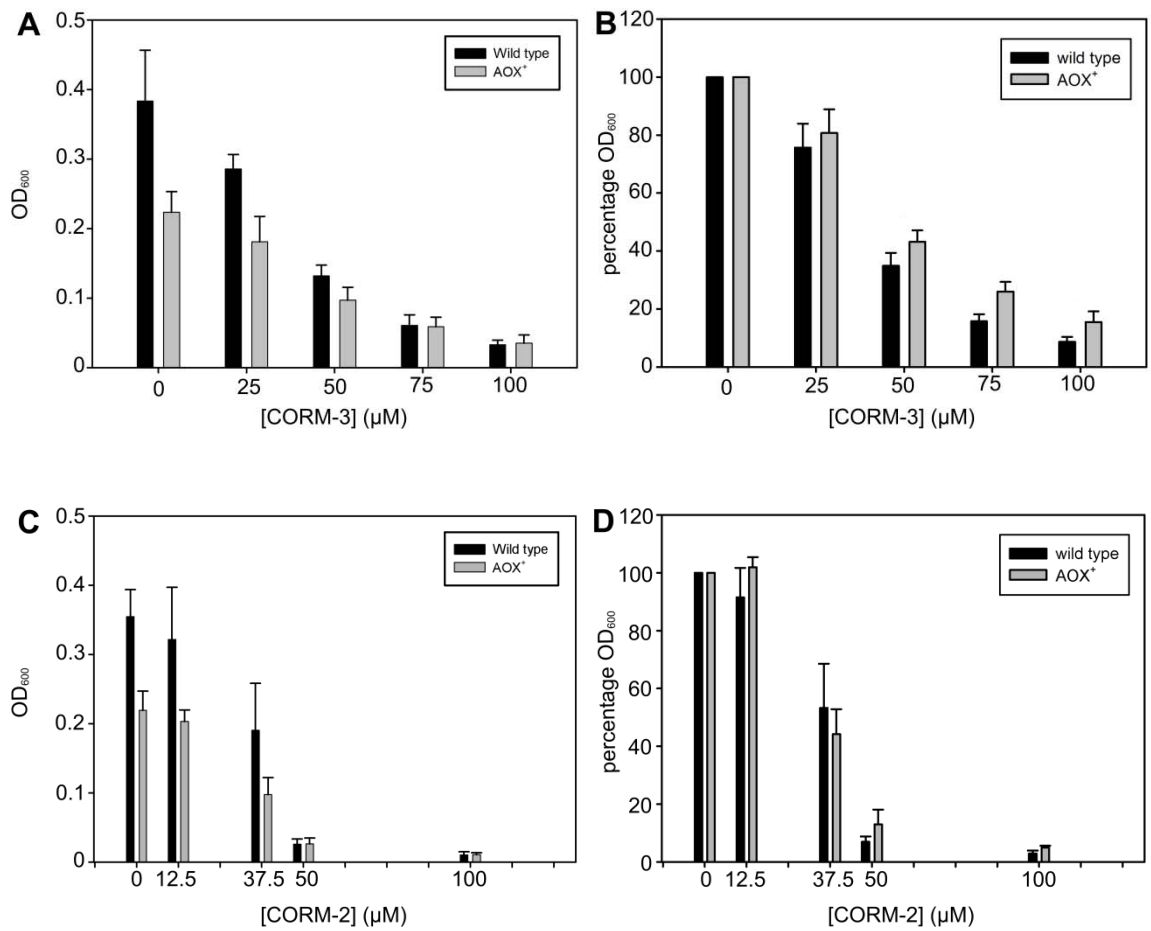 A
0.5
0.4
0.3
0.2
0.1
0
OD₆₀₀
Wild type
AOX⁺
0 25 50 75 100
[CORM-3] (µM)
B
120
100
80
60
40
20
0
percentage OD₆₀₀
wild type
AOX⁺
0 25 50 75 100
[CORM-3] (µM)
C
0.5
0.4
0.3
0.2
0.1
0
OD₆₀₀
Wild type
AOX⁺
0 12.5 37.5 50 100
[CORM-2] (µM)
D
120
100
80
60
40
20
0
percentage OD₆₀₀
wild type
AOX⁺
0 12.5 37.5 50 100
[CORM-2] (µM)